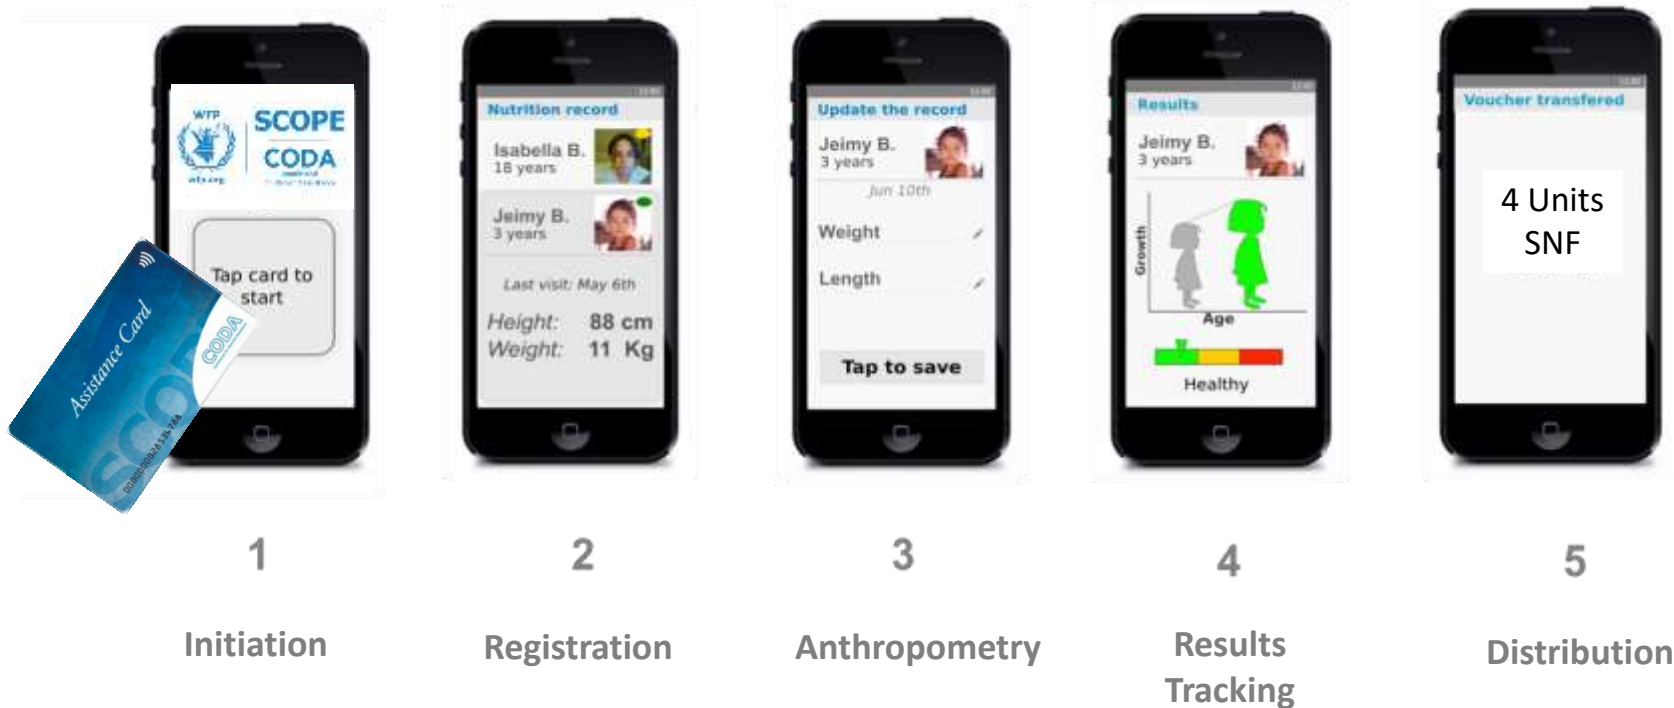 WFP
wfp.org
SCOPE
CODA
Tap card to
start
Assistance Card
SCOPE
CODA
Nutrition record
Isabella B.
18 years
Jeimy B.
3 years
Last visit: May 6th
Height: 88 cm
Weight: 11 Kg
Update the record
Jeimy B.
3 years
Jun 10th
Weight
Length
Tap to save
Results
Jeimy B.
3 years
Growth
Age
Healthy
Voucher transfered
4 Units
SNF
1
2
3
4
5
Initiation
Registration
Anthropometry
Results
Tracking
Distribution